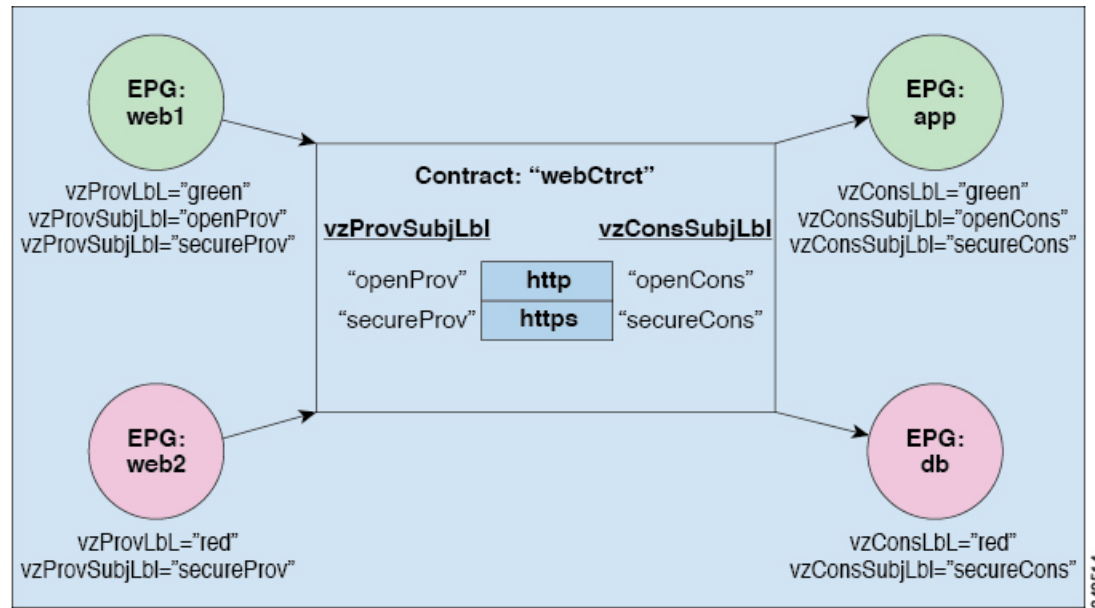 EPG:
web1
vzProvLbL="green"
vzProvSubjLbl="openProv"
vzProvSubjLbl="secureProv"
EPG:
app
vzConsLbL="green"
vzConsSubjLbl="openCons"
vzConsSubjLbl="secureCons"
Contract: “webCtrct”
vzProvSubjLbl vzConsSubjLbl
“openProv” http “openCons”
“secureProv” https “secureCons”
EPG:
web2
vzProvLbL="red"
vzProvSubjLbl="secureProv"
EPG:
db
vzConsLbL="red"
vzConsSubjLbl="secureCons"